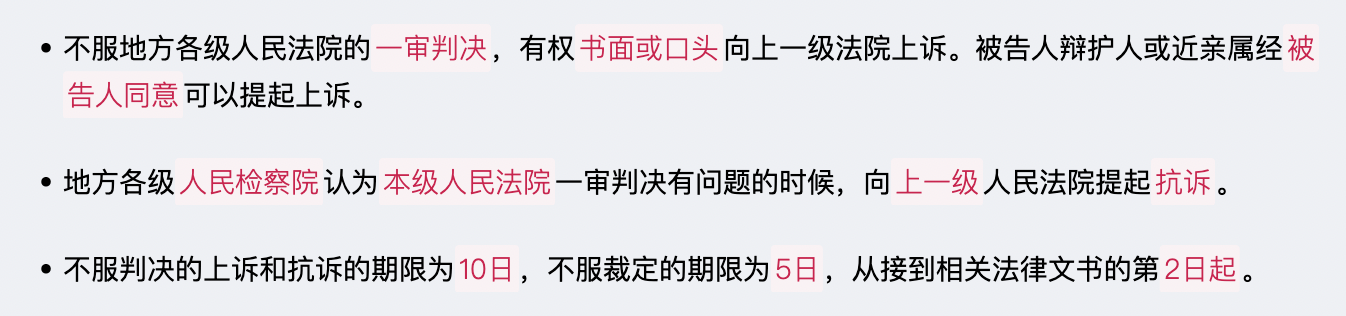 • 不服地方各级人民法院的一审判决，有权书面或口头向上一级法院上诉。被告人辩护人或近亲属经被
告人同意可以提起上诉。
• 地方各级人民检察院认为本级人民法院一审判决有问题的时候，向上一级人民法院提起抗诉。
• 不服判决的上诉和抗诉的期限为10日，不服裁定的期限为5日，从接到相关法律文书的第2日起。